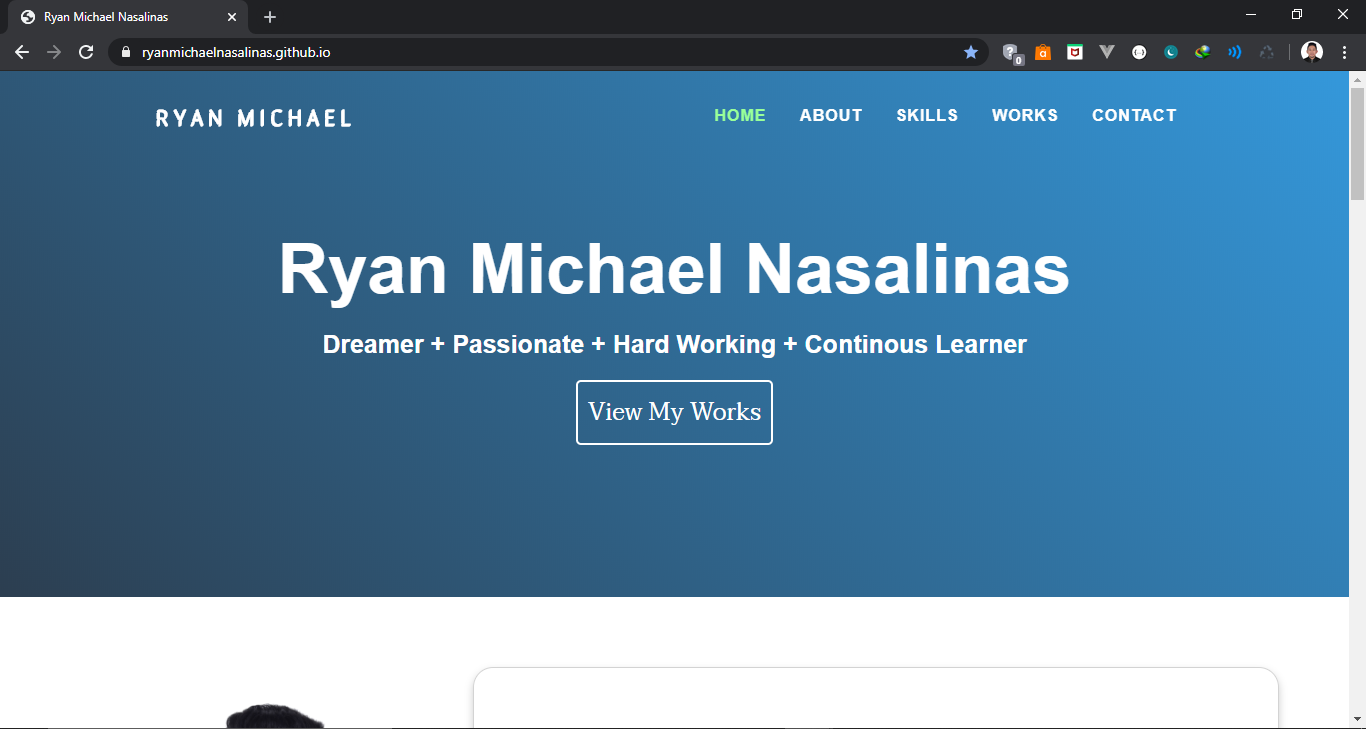 Ryan Michael Nasalinas
ryanmichaelnasalinas.github.io
0
RYAN MICHAEL
HOME ABOUT SKILLS WORKS CONTACT
Ryan Michael Nasalinas
Dreamer + Passionate + Hard Working + Continous Learner
View My Works